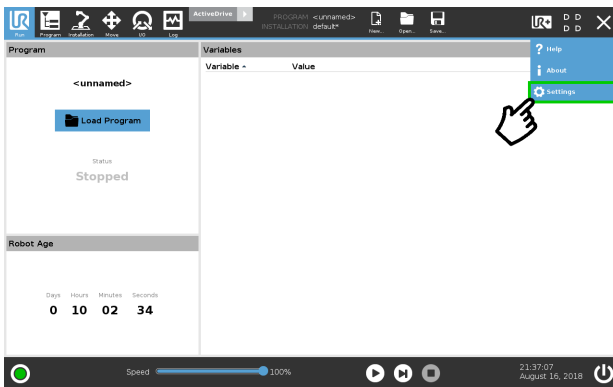 UR
Run
Program
Installation
Move
I/O
Log
ActiveDrive
PROGRAM <unnamed>
INSTALLATION default*
New...
Open...
Save...
UR+
D D
D D
Program
<unnamed>
Load Program
Status
Stopped
Robot Age
Days Hours Minutes Seconds
0 10 02 34
Variables
Variable Value
? Help
i About
Settings
Speed 100%
21:37:07
August 16, 2018